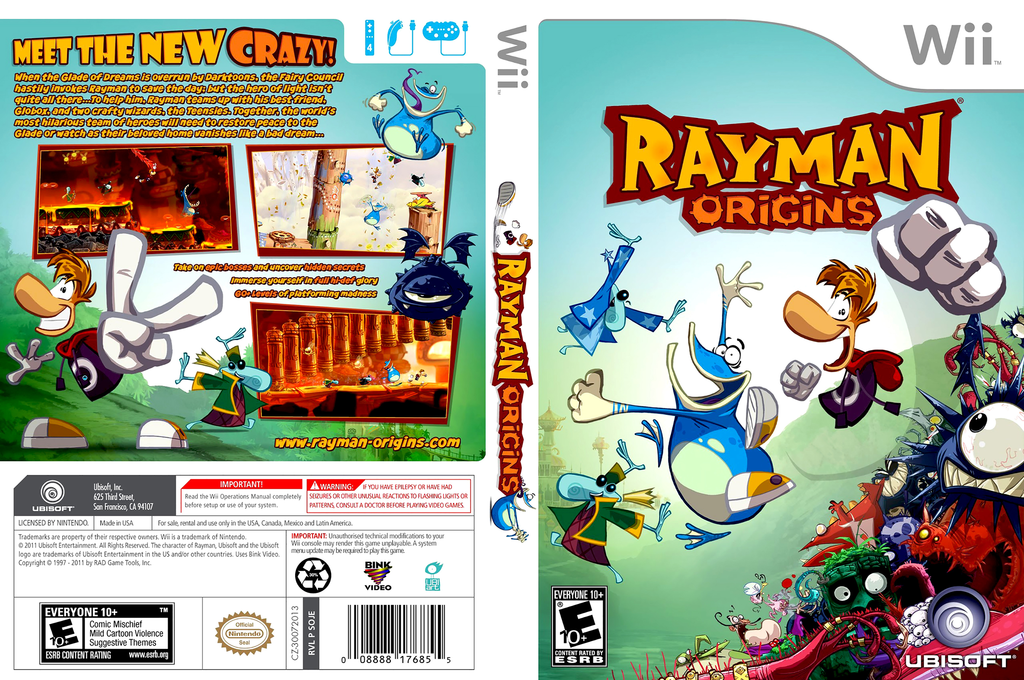 MEET THE NEW CRAZY!
When the Glade of Dreams is overrun by Darktoons, the Fairy Council
hastily invokes Rayman to save the day; but the hero of light isn't
quite all there...To help him, Rayman teams up with his best friend,
Globox, and two crafty wizards, the Teensies. Together, the world's
most hilarious team of heroes will need to restore peace to the
Glade or watch as their beloved home vanishes like a bad dream...
4
Take on epic bosses and uncover hidden secrets
Immerse yourself in full hi-def glory
60+ Levels of platforming madness
www.rayman-origins.com
UBISOFT®
Ubisoft, Inc.
625 Third Street,
San Francisco, CA 94107
IMPORTANT!
Read the Wii Operations Manual completely
before setup or use of your system.
WARNING: IF YOU HAVE EPILEPSY OR HAVE HAD
SEIZURES OR OTHER UNUSUAL REACTIONS TO FLASHING LIGHTS OR
PATTERNS, CONSULT A DOCTOR BEFORE PLAYING VIDEO GAMES.
LICENSED BY NINTENDO.
Made in USA
For sale, rental and use only in the USA, Canada, Mexico and Latin America.
Trademarks are property of their respective owners. Wii is a trademark of Nintendo.
© 2011 Ubisoft Entertainment. All Rights Reserved. The character of Rayman, Ubisoft and the Ubisoft
logo are trademarks of Ubisoft Entertainment in the US and/or other countries. Uses Bink Video.
Copyright © 1997 - 2011 by RAD Game Tools, Inc.
IMPORTANT: Unauthorized technical modifications to your
Wii console may render this game unplayable. A system
menu update may be required to play this game.
BINK
VIDEO
UBI
ART
EVERYONE 10+ ™
E
10+
Comic Mischief
Mild Cartoon Violence
Suggestive Themes
ESRB CONTENT RATING www.esrb.org
Official
Nintendo
Seal
CZ-30072013
RVL P SOJE
0 08888 17685 5
Wii
™
RAYMAN ORIGINS
Wii™
RAYMAN®
ORIGINS
EVERYONE 10+
E
10+
®
CONTENT RATED BY
ESRB
UBISOFT®